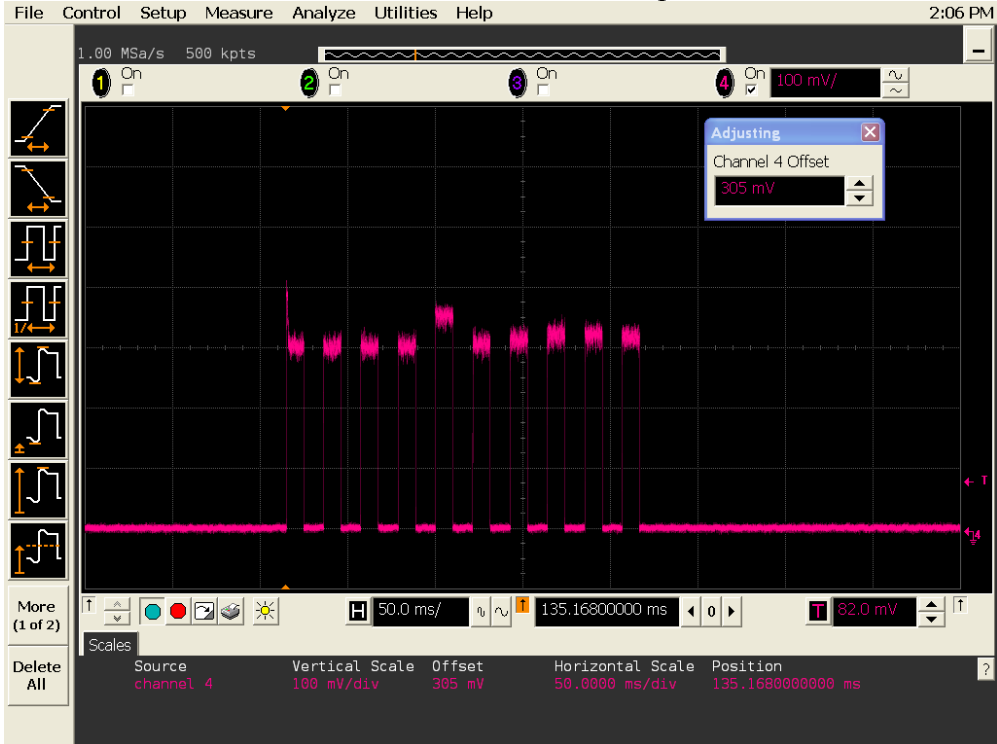 File Control Setup Measure Analyze Utilities Help 2:06 PM
1.00 MSa/s 500 kpts
1 On 2 On 3 On 4 On 100 mV/
Adjusting
Channel 4 Offset
305 mV
T
4
1/
More
(1 of 2)
Delete
All
H 50.0 ms/ 135.16800000 ms 0 T 82.0 mV
Scales
Source Vertical Scale Offset Horizontal Scale Position
channel 4 100 mV/div 305 mV 50.0000 ms/div 135.1680000000 ms
?